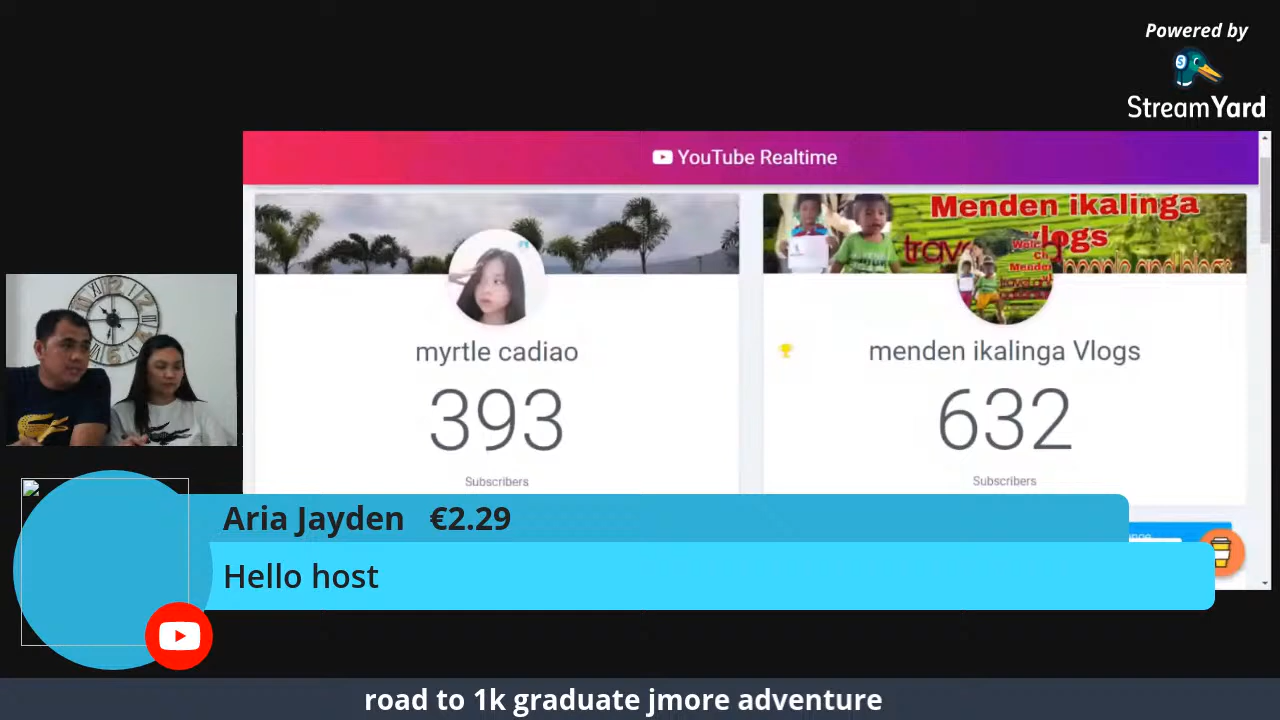 Powered by
StreamYard
YouTube Realtime
Menden ikalinga
vlogs
myrtle cadiao
393
Subscribers
menden ikalinga Vlogs
632
Subscribers
Aria Jayden €2.29
Hello host
road to 1k graduate jmore adventure